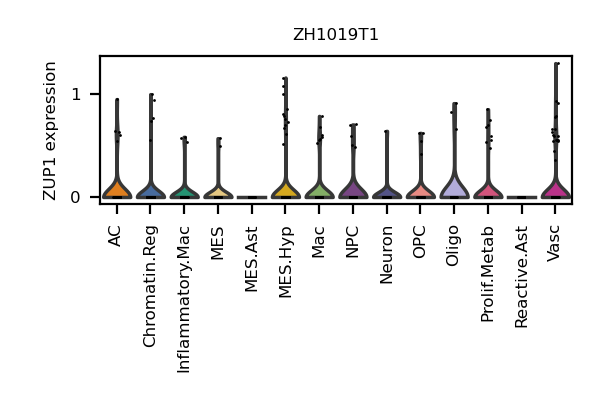 ZH1019T1
ZUP1 expression
1
0
AC
Chromatin.Reg
Inflammatory.Mac
MES
MES.Ast
MES.Hyp
Mac
NPC
Neuron
OPC
Oligo
Prolif.Metab
Reactive.Ast
Vasc